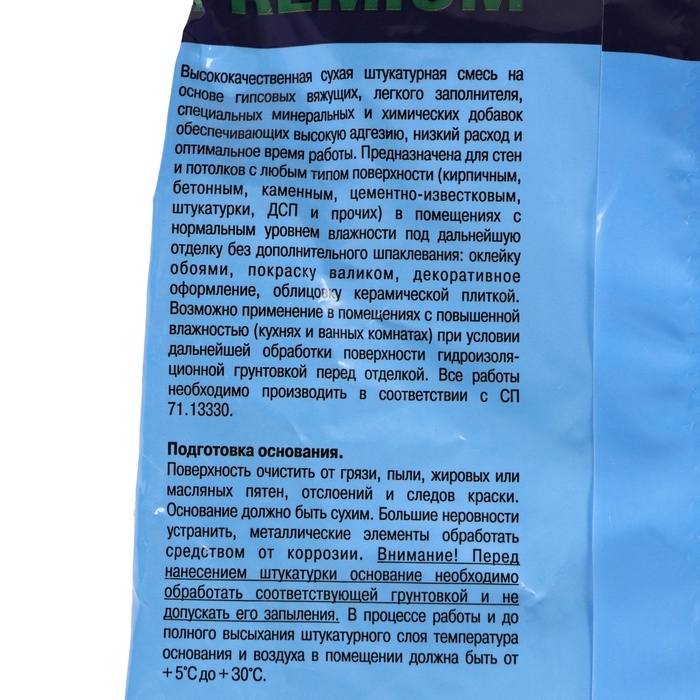 PREMIUM
Высококачественная сухая штукатурная смесь на
основе гипсовых вяжущих, легкого заполнителя,
специальных минеральных и химических добавок
обеспечивающих высокую адгезию, низкий расход и
оптимальное время работы. Предназначена для стен
и потолков с любым типом поверхности (кирпичным,
бетонным, каменным, цементно-известковым,
штукатурки, ДСП и прочих) в помещениях с
нормальным уровнем влажности под дальнейшую
отделку без дополнительного шпаклевания: оклейку
обоями, покраску валиком, декоративное
оформление, облицовку керамической плиткой.
Возможно применение в помещениях с повышенной
влажностью (кухнях и ванных комнатах) при условии
дальнейшей обработки поверхности гидроизоля-
ционной грунтовкой перед отделкой. Все работы
необходимо производить в соответствии с СП
71.13330.
Подготовка основания.
Поверхность очистить от грязи, пыли, жировых или
масляных пятен, отслоений и следов краски.
Основание должно быть сухим. Большие неровности
устранить, металлические элементы обработать
средством от коррозии. Внимание! Перед
нанесением штукатурки основание необходимо
обработать соответствующей грунтовкой и не
допускать его запыления. В процессе работы и до
полного высыхания штукатурного слоя температура
основания и воздуха в помещении должна быть от
+5°С до +30°С.